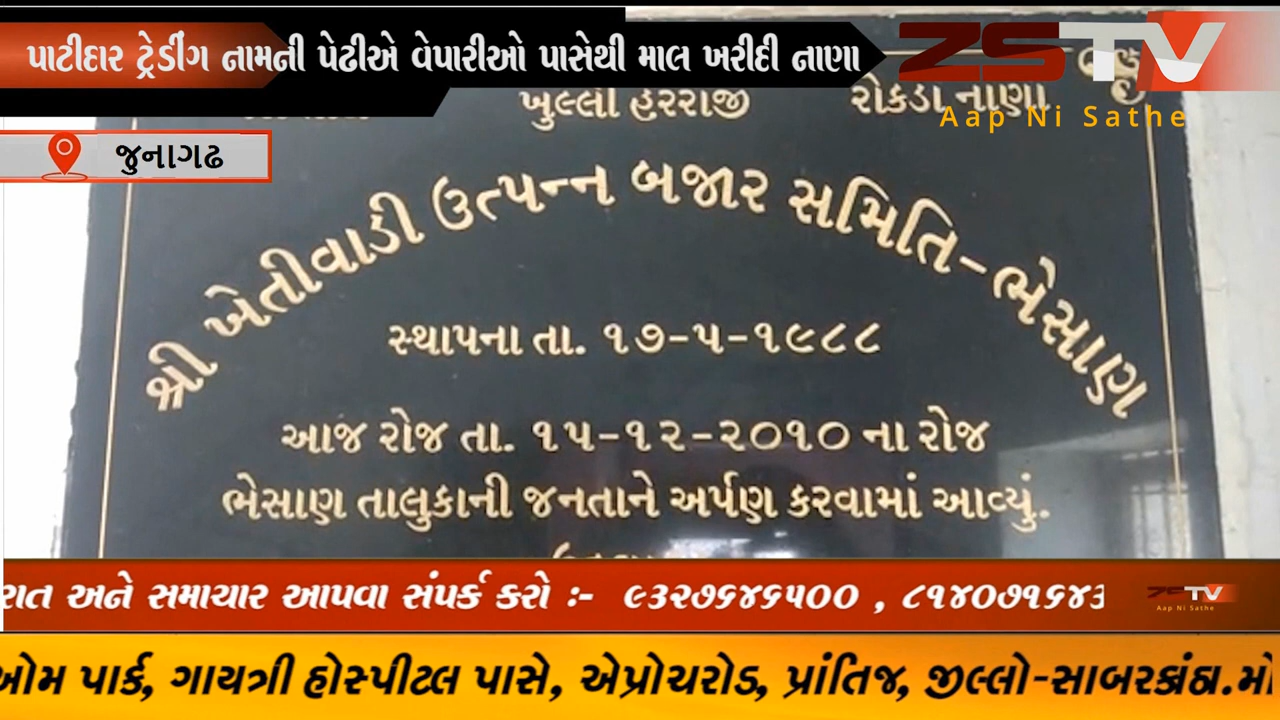 પાટીદાર ટ્રેડીંગ નામની પેઢીએ વેપારીઓ પાસેથી માલ ખરીદી નાણા
ZSTV
Aap Ni Sathe
જુનાગઢ
ખુલ્લી હરરાજી રોકડા નાણા
શ્રી ખેતીવાડી ઉત્પન્ન બજાર સમિતિ-ભેસાણ
સ્થાપના તા. ૧૭-૫-૧૯૮૮
આજ રોજ તા. ૧૫-૧૨-૨૦૧૦ ના રોજ
ભેસાણ તાલુકાની જનતાને અર્પણ કરવામાં આવ્યું.
અને સમાચાર આપવા સંપર્ક કરો :- ૯૩૨૭૬૪૬૫૦૦ , ૮૧૪૦૭૧૬૪૩
ZSTV
Aap Ni Sathe
ઓમ પાર્ક, ગાયત્રી હોસ્પીટલ પાસે, એપ્રોચરોડ, પ્રાંતિજ, જીલ્લો-સાબરકાંઠા.મો